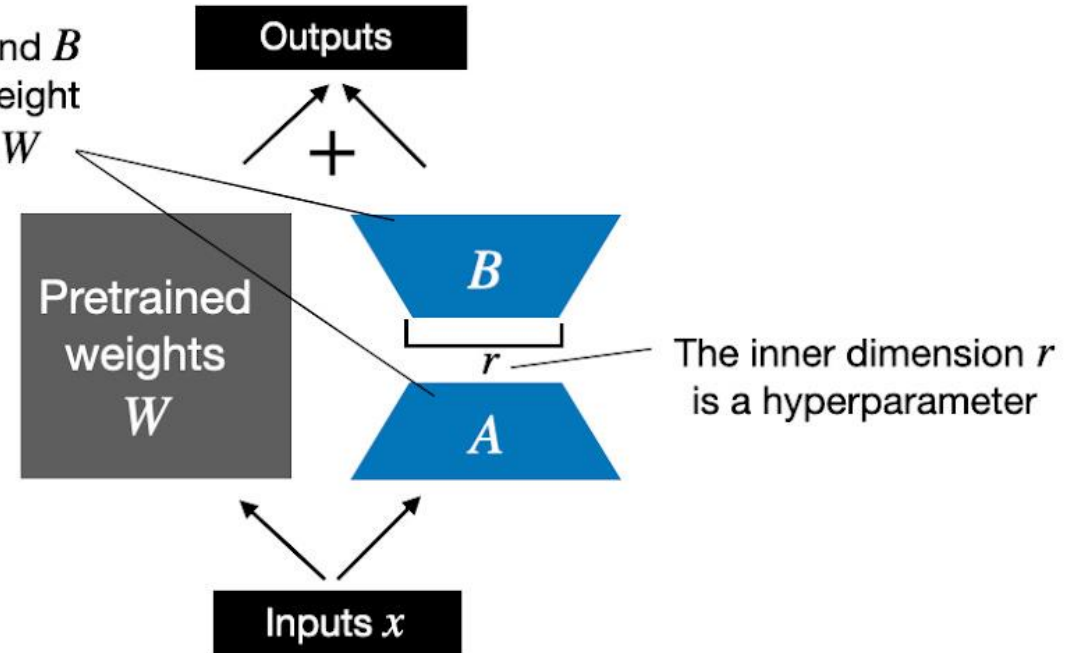 nd B
eight
W
Outputs
+
Pretrained
weights
W
B
r
A
The inner dimension r
is a hyperparameter
Inputs x